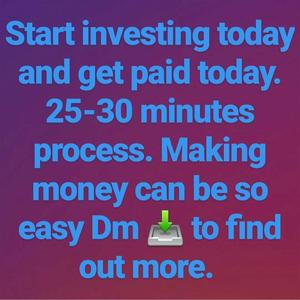 Start investing today
and get paid today.
25-30 minutes
process. Making
money can be so
easy Dm 📥 to find
out more.